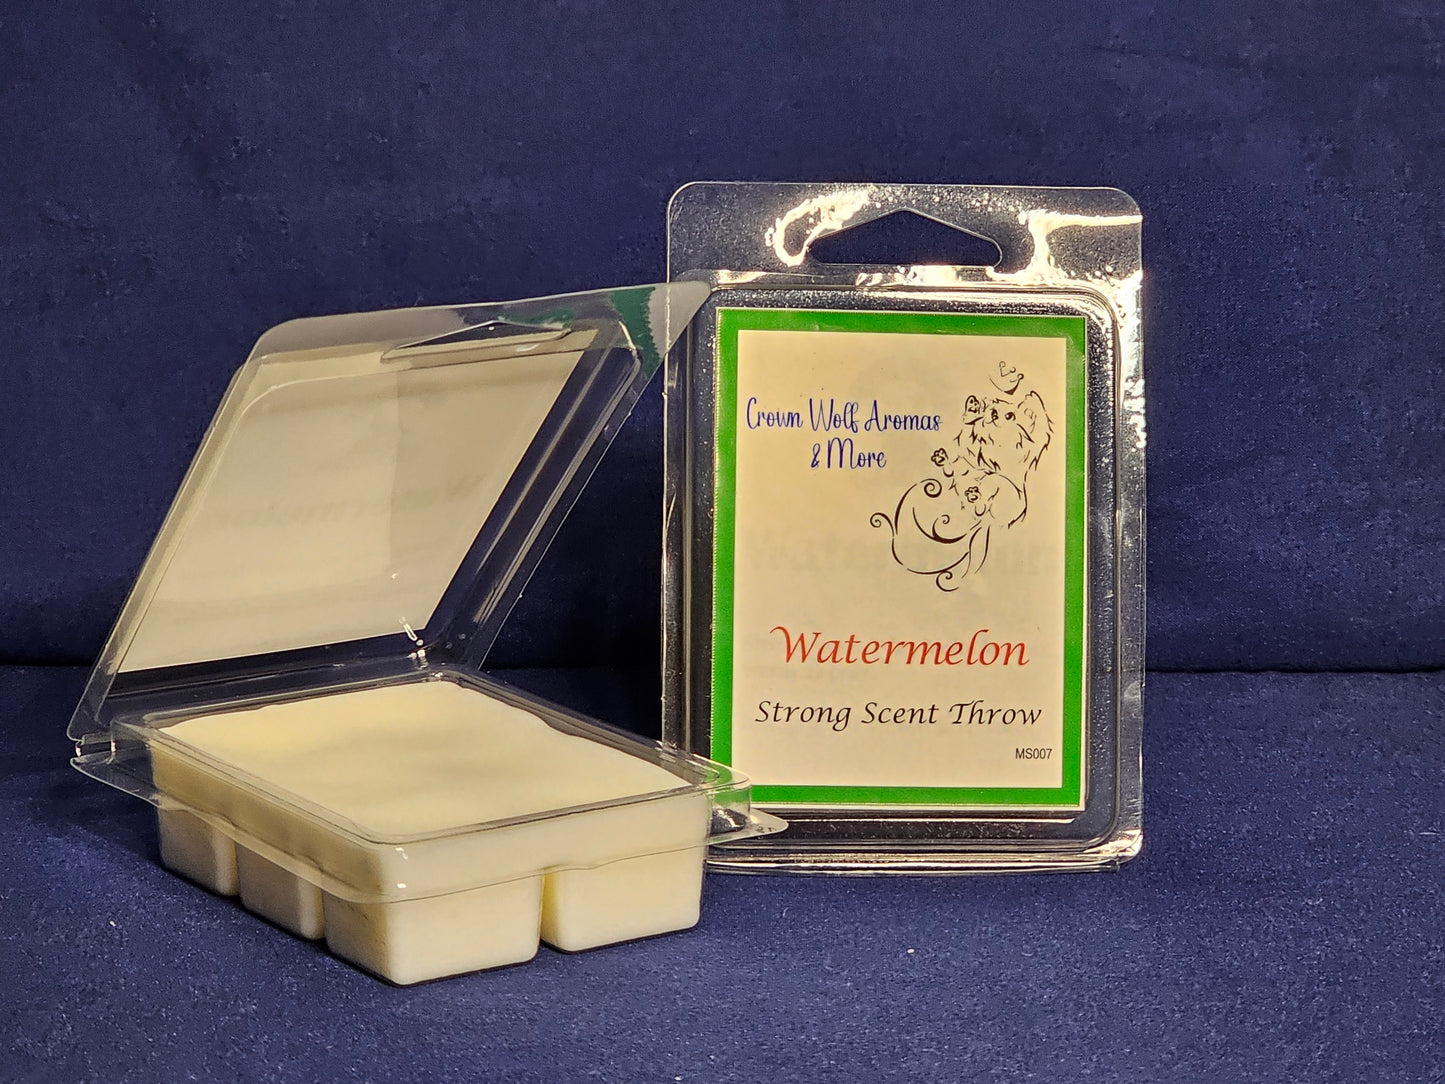 Crown Wolf Aromas
& More
Watermelon
Strong Scent Throw
MS007